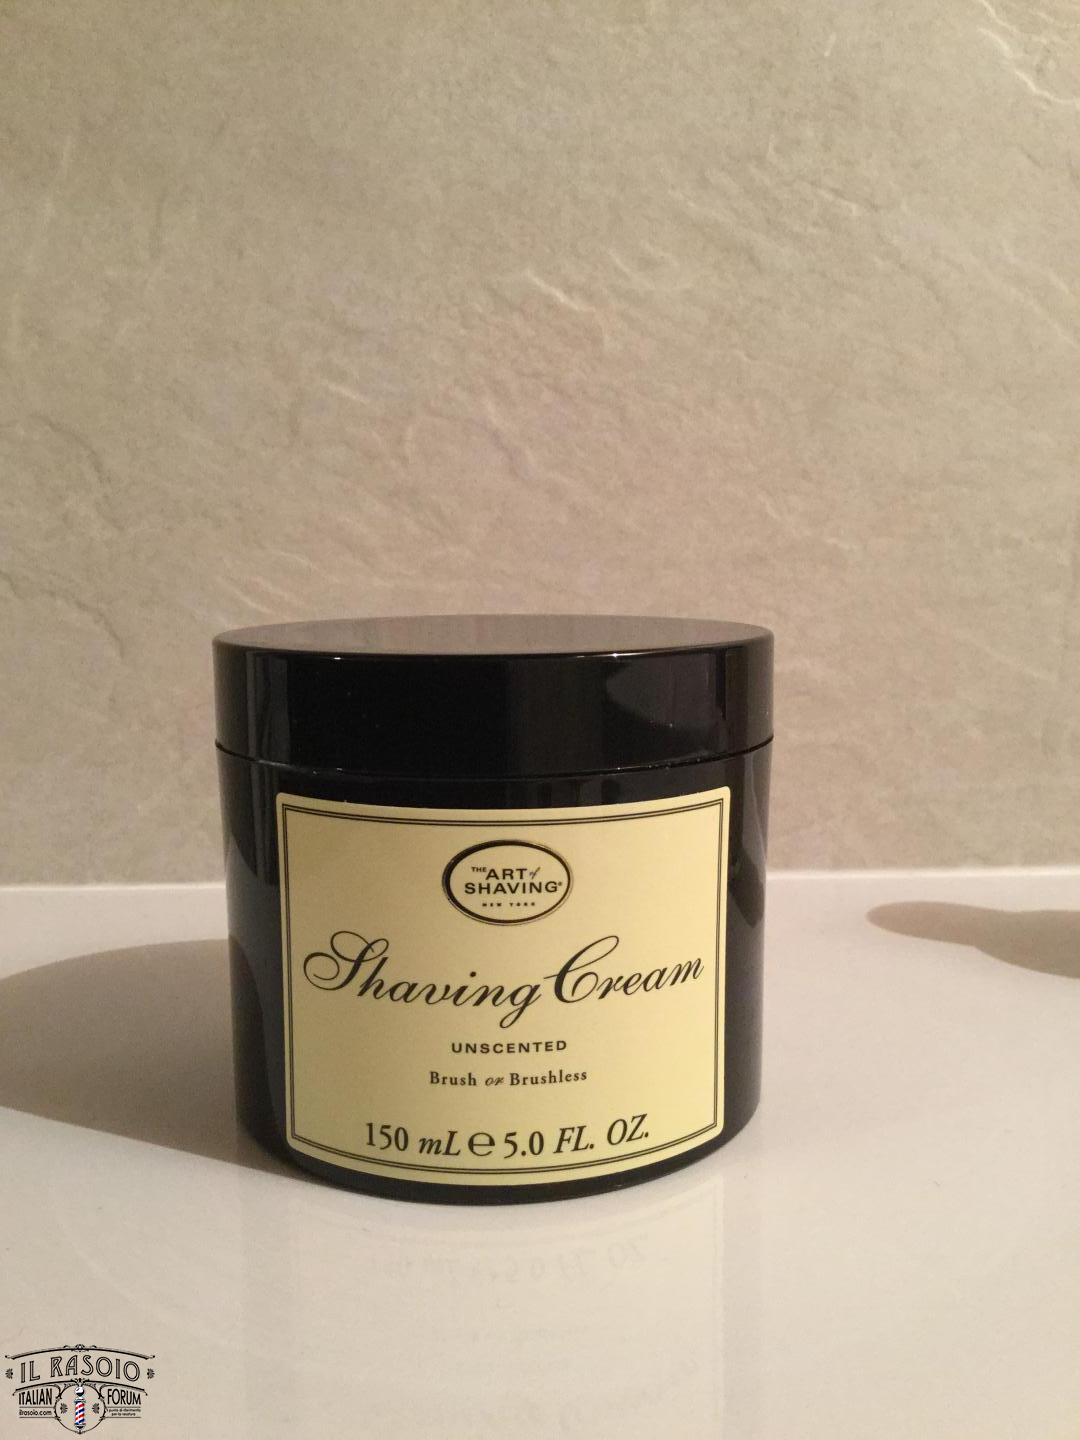 THE ART of
SHAVING®
NEW YORK
Shaving Cream
UNSCENTED
Brush or Brushless
150 mL ℮ 5.0 FL. OZ.
IL RASOIO
ITALIAN FORUM
ilrasoio.com